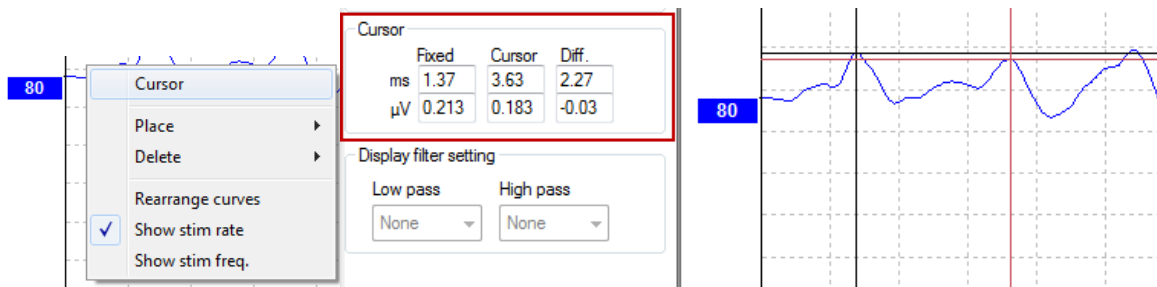 80
Cursor
Place
Delete
Rearrange curves
Show stim rate
Show stim freq.
Cursor
Fixed Cursor Diff.
ms 1.37 3.63 2.27
µV 0.213 0.183 -0.03
Display filter setting
Low pass High pass
None None
80